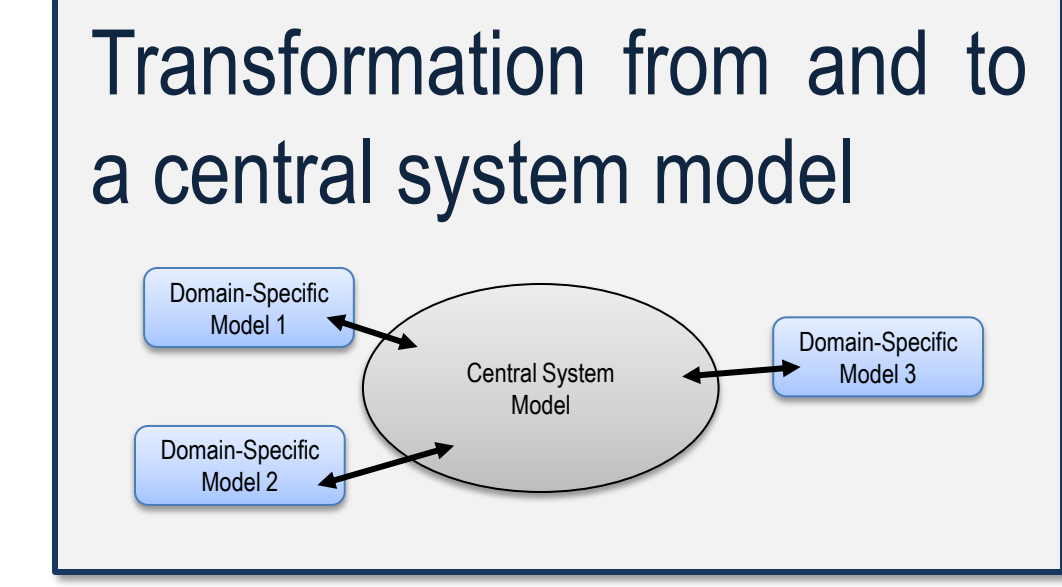 Transformation from and to
a central system model
Domain-Specific
Model 1
Central System
Model
Domain-Specific
Model 3
Domain-Specific
Model 2